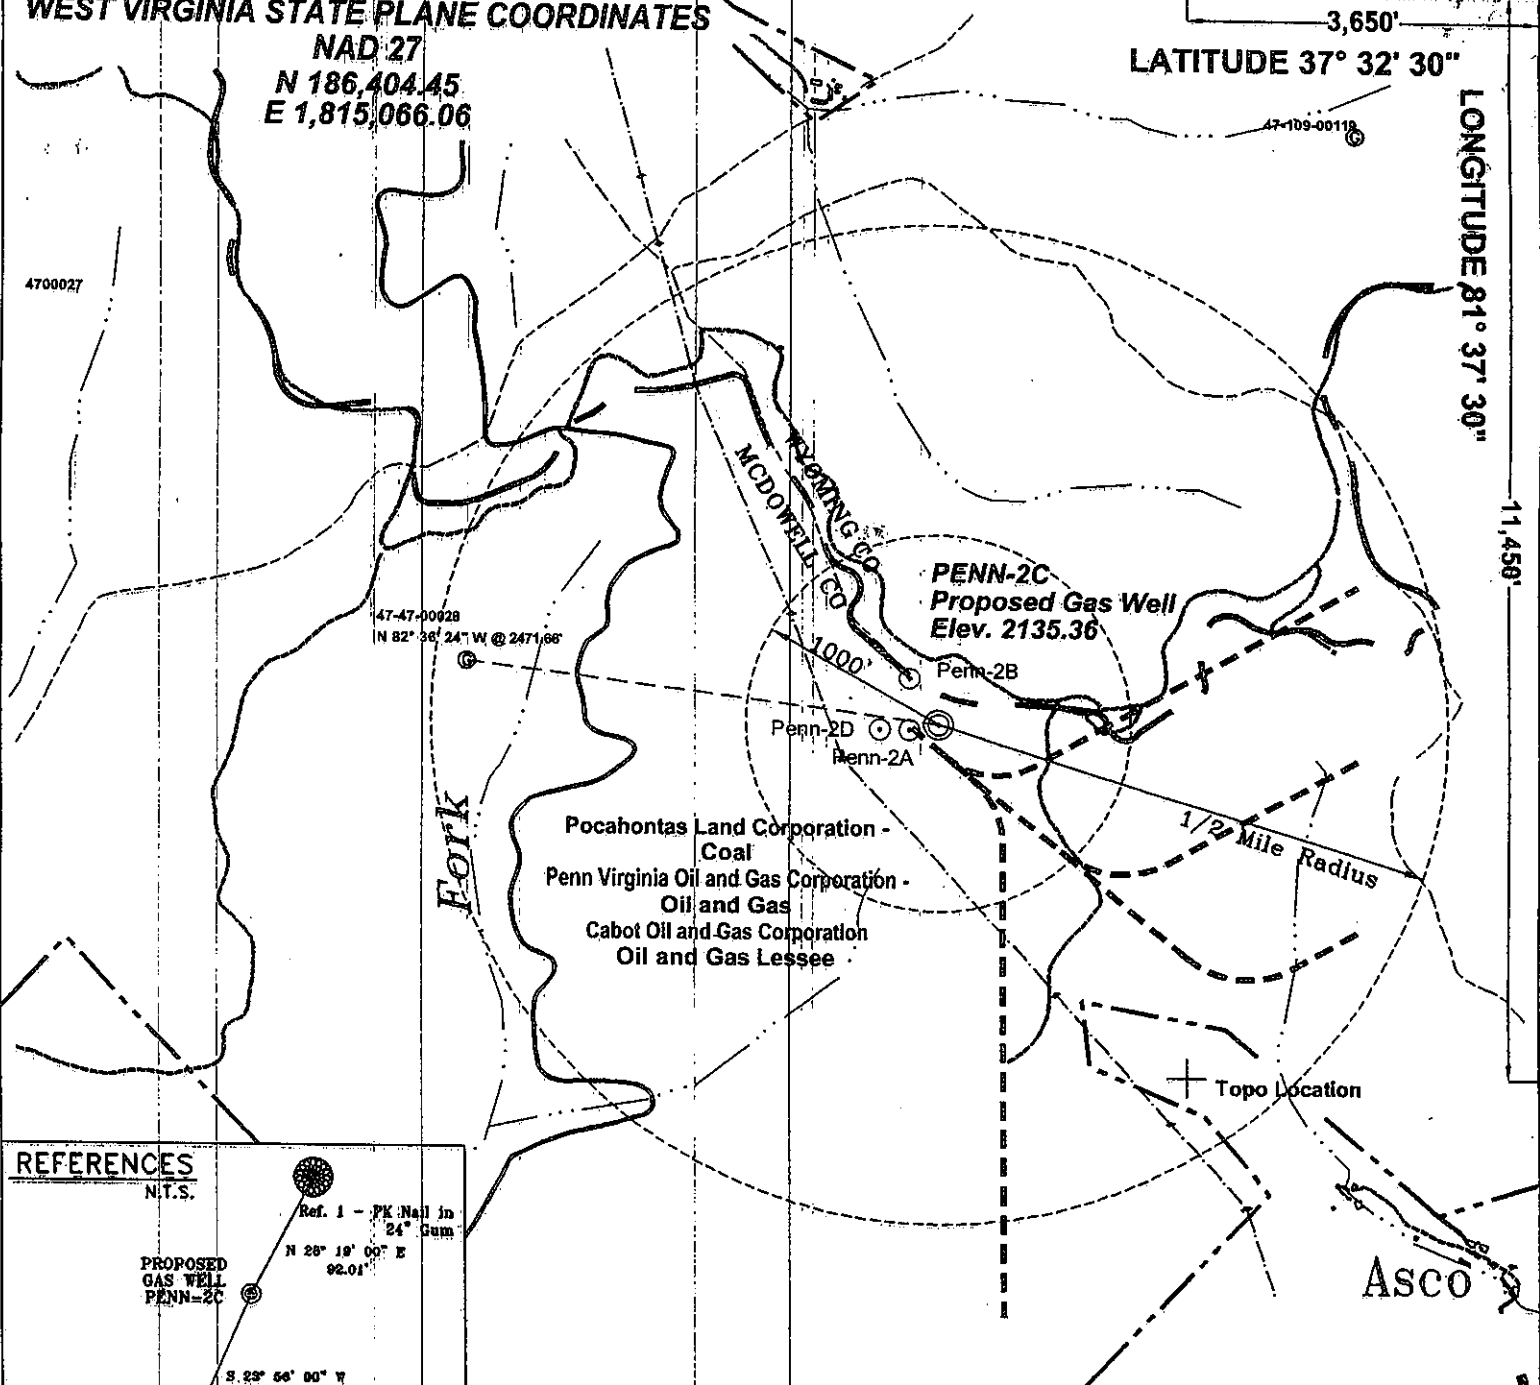 WEST VIRGINIA STATE PLANE COORDINATES
NAD 27
N 186,404.45
E 1,815,066.06
3,650'
LATITUDE 37° 32' 30"
LONGITUDE 81° 37' 30"
47-109-00119
4700027
11,450'
WYOMING CO
MCDOWELL CO
PENN-2C
Proposed Gas Well
Elev. 2135.36
47-47-00028
N 82° 36' 24" W @ 2471.66'
1000'
Penn-2B
Penn-2D
Penn-2A
Fork
1/2 Mile Radius
Pocahontas Land Corporation -
Coal
Penn Virginia Oil and Gas Corporation -
Oil and Gas
Cabot Oil and Gas Corporation
Oil and Gas Lessee
Topo Location
Asco
REFERENCES
N.T.S.
Ref. 1 - PK Nail in
24" Gum
N 28° 19' 00" E
92.01'
PROPOSED
GAS WELL
PENN-2C
S 23° 56' 00" W